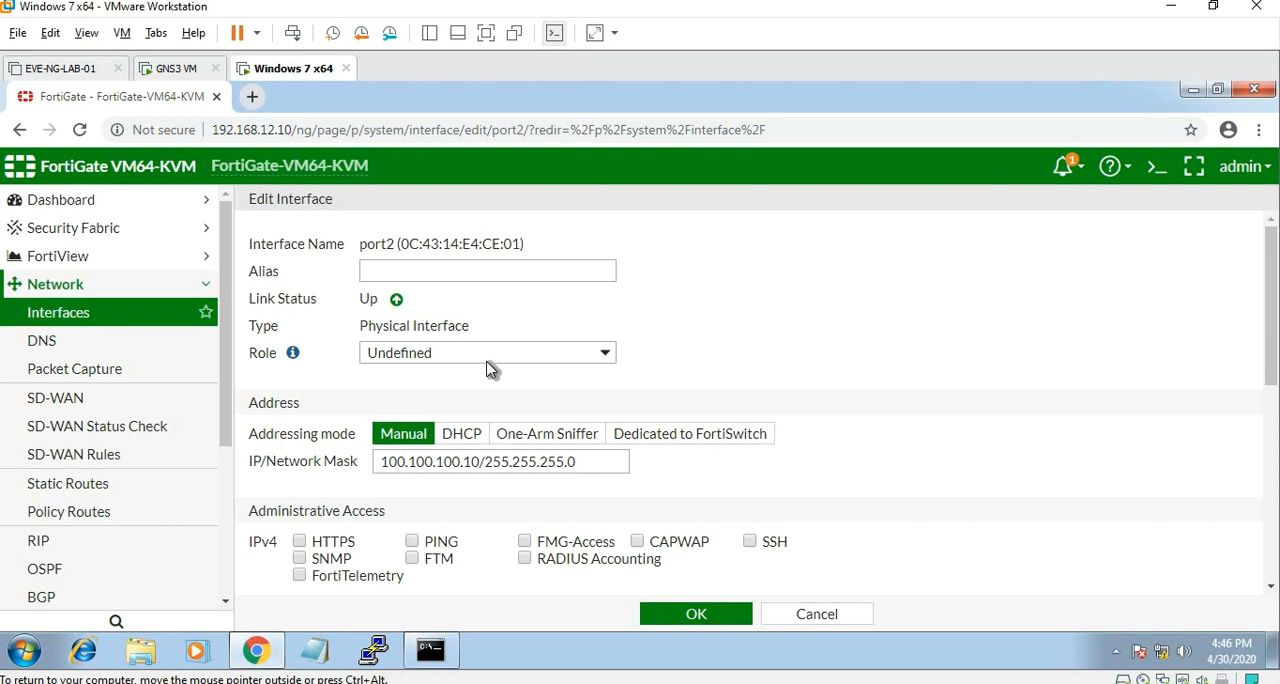 Windows 7 x64 - VMware Workstation
File Edit View VM Tabs Help
EVE-NG-LAB-01 GNS3 VM Windows 7 x64
FortiGate - FortiGate-VM64-KVM
Not secure 192.168.12.10/ng/page/p/system/interface/edit/port2/?redir=%2Fp%2Fsystem%2Finterface%2F
FortiGate VM64-KVM FortiGate-VM64-KVM 1 admin
Dashboard
Security Fabric
FortiView
Network
Interfaces
DNS
Packet Capture
SD-WAN
SD-WAN Status Check
SD-WAN Rules
Static Routes
Policy Routes
RIP
OSPF
BGP
Edit Interface
Interface Name port2 (0C:43:14:E4:CE:01)
Alias
Link Status Up
Type Physical Interface
Role Undefined
Address
Addressing mode Manual DHCP One-Arm Sniffer Dedicated to FortiSwitch
IP/Network Mask 100.100.100.10/255.255.255.0
Administrative Access
IPv4 HTTPS PING FMG-Access CAPWAP SSH
SNMP FTM RADIUS Accounting
FortiTelemetry
OK Cancel
4:46 PM
4/30/2020
To return to your computer, move the mouse pointer outside or press Ctrl+Alt.